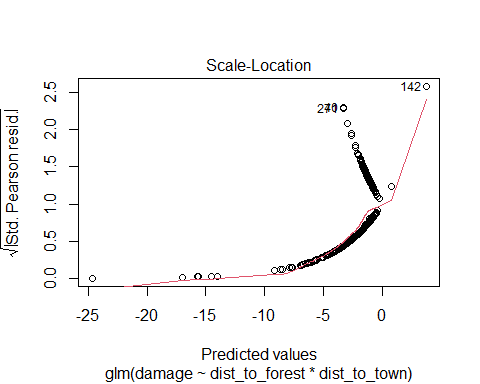 Scale-Location
√|Std. Pearson resid.|
2.5
2.0
1.5
1.0
0.5
0.0
142
271
-25 -20 -15 -10 -5 0
Predicted values
glm(damage ~ dist_to_forest * dist_to_town)